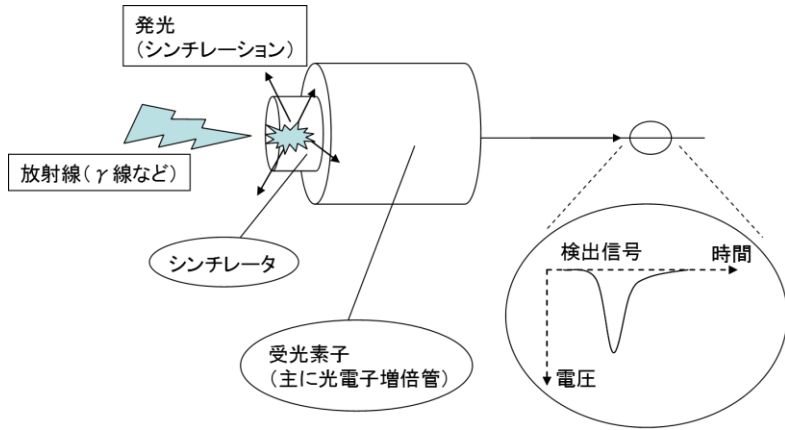 発光
(シンチレーション)
放射線(γ線など)
シンチレータ
受光素子
(主に光電子増倍管)
検出信号
時間
電圧